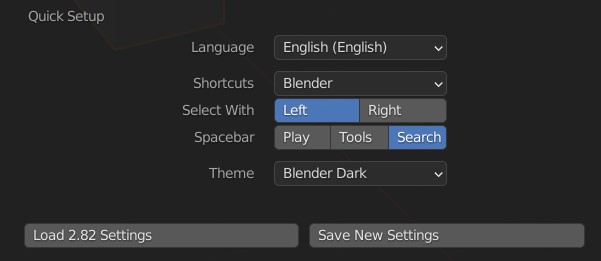 Quick Setup
Language English (English)
Shortcuts Blender
Select With Left Right
Spacebar Play Tools Search
Theme Blender Dark
Load 2.82 Settings Save New Settings